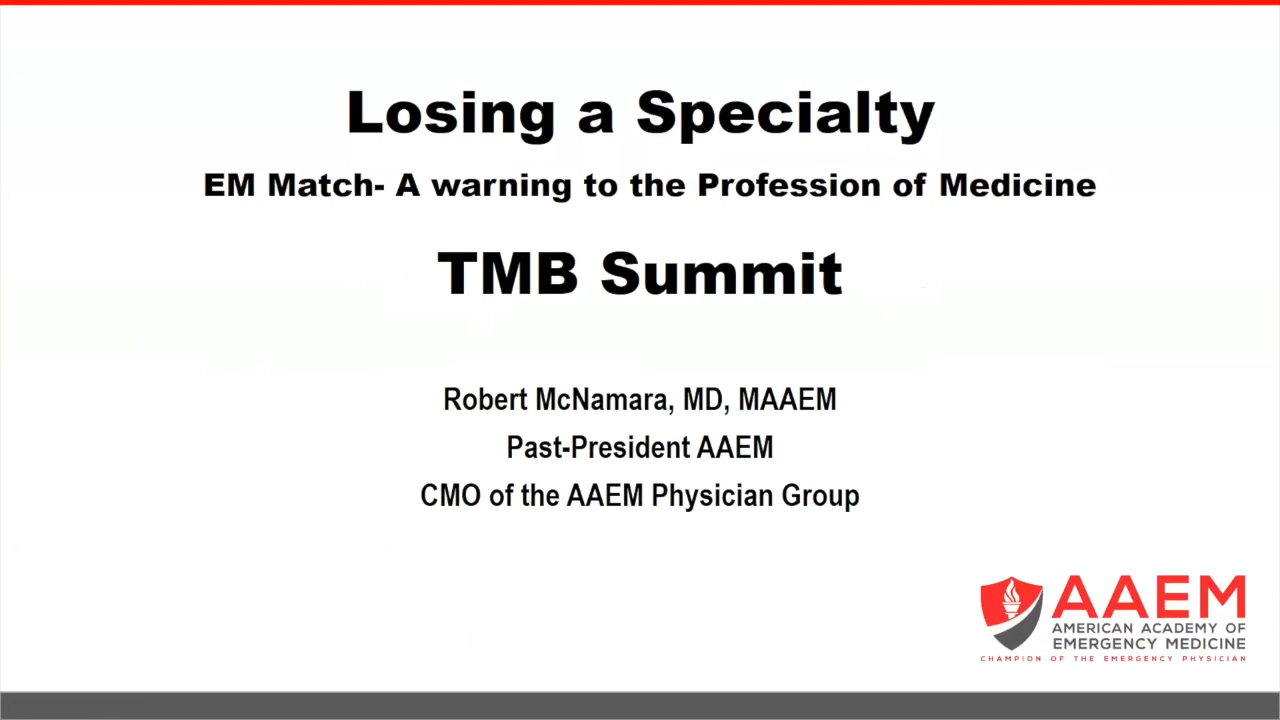 Losing a Specialty
EM Match- A warning to the Profession of Medicine
TMB Summit
Robert McNamara, MD, MAAEM
Past-President AAEM
CMO of the AAEM Physician Group
AAEM
AMERICAN ACADEMY OF
EMERGENCY MEDICINE
CHAMPION OF THE EMERGENCY PHYSICIAN